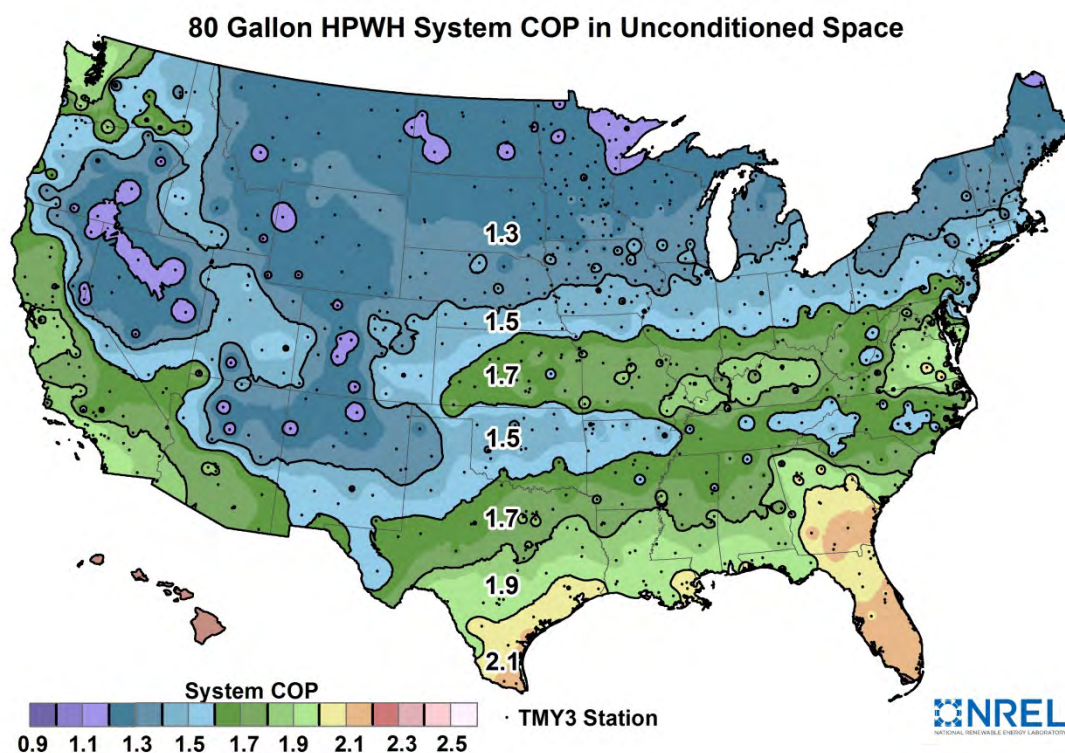 80 Gallon HPWH System COP in Unconditioned Space
1.3
1.5
1.7
1.5
1.7
1.9
2.1
System COP
0.9 1.1 1.3 1.5 1.7 1.9 2.1 2.3 2.5
· TMY3 Station
NREL
NATIONAL RENEWABLE ENERGY LABORATORY